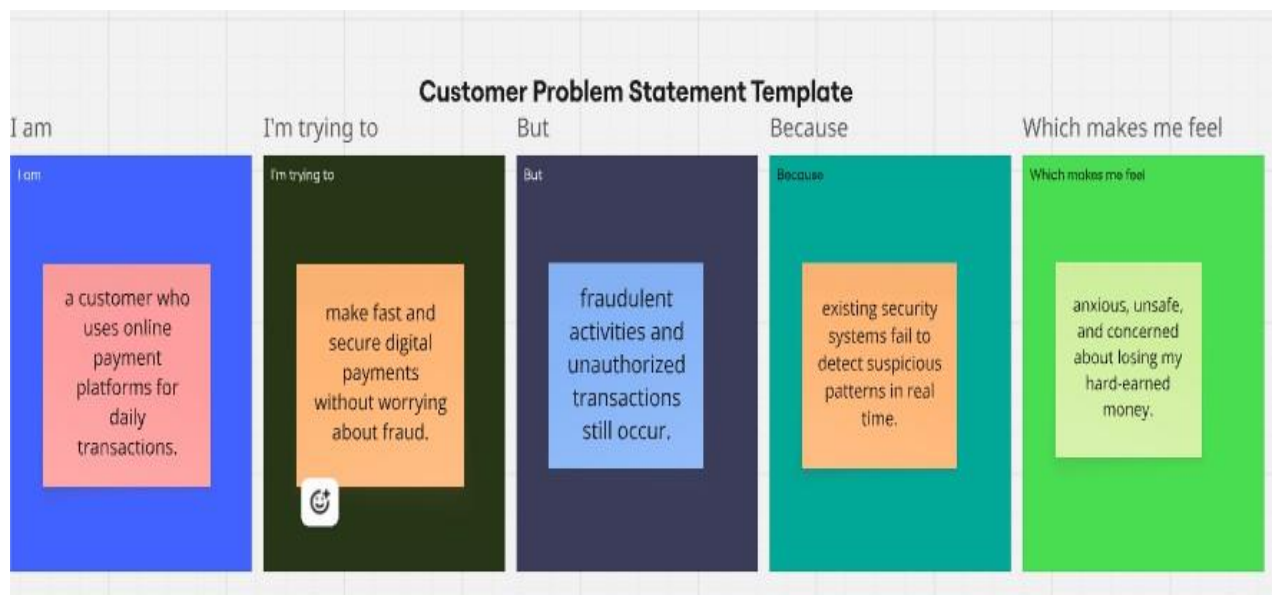 Customer Problem Statement Template
I am
I'm trying to
But
Because
Which makes me feel
I am
a customer who
uses online
payment
platforms for
daily
transactions.
I'm trying to
make fast and
secure digital
payments
without worrying
about fraud.
But
fraudulent
activities and
unauthorized
transactions
still occur.
Because
existing security
systems fail to
detect suspicious
patterns in real
time.
Which makes me feel
anxious, unsafe,
and concerned
about losing my
hard-earned
money.